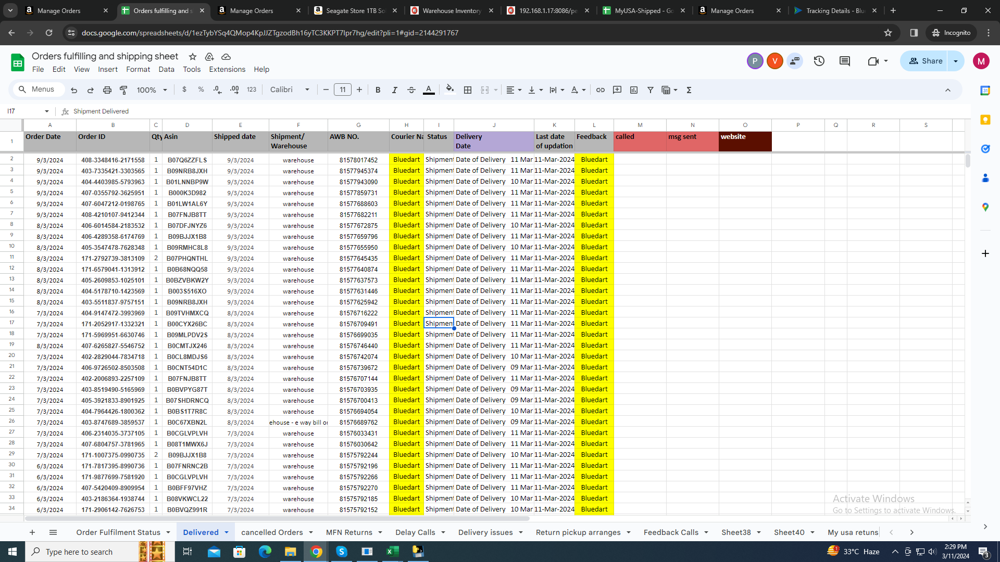 Manage Orders
Orders fulfilling and s
Manage Orders
Seagate Store 1TB So
Warehouse Inventory
192.168.1.17:8086/pe
MyUSA-Shipped - Go
Manage Orders
Tracking Details - Blu
docs.google.com/spreadsheets/d/1ezTybYSq4QMop4KpJJZTgzodBh16yTC3KKPT7Ipr7hg/edit?pli=1#gid=2144291767
Incognito
Orders fulfilling and shipping sheet
File Edit View Insert Format Data Tools Extensions Help
P V Share M
Menus 100% $ % .0 .00 123 Calibri 11 B I A
31
I17 fx Shipment Delivered
A B C D E F G H I J K L M N O P Q R S
1 Order Date Order ID Qty Asin Shipped date Shipment/ Warehouse AWB NO. Courier Na Status Delivery Date Last date of updation Feedback called msg sent website
2 9/3/2024 408-3348416-2171558 1 B07Q6ZZFLS 9/3/2024 warehouse 81578017452 Bluedart Shipment Date of Delivery 11 Mar 11-Mar-2024 Bluedart
3 9/3/2024 403-7335421-3303565 1 B09NRB8JXH 9/3/2024 warehouse 81577945374 Bluedart Shipment Date of Delivery 11 Mar 11-Mar-2024 Bluedart
4 9/3/2024 404-4403985-5793963 1 B01LNNBP9W 9/3/2024 warehouse 81577943090 Bluedart Shipment Date of Delivery 10 Mar 11-Mar-2024 Bluedart
5 9/3/2024 407-0355792-3625951 1 B000K3D982 9/3/2024 warehouse 81577859731 Bluedart Shipment Date of Delivery 11 Mar 11-Mar-2024 Bluedart
6 9/3/2024 407-6047212-0198765 1 B01LW1AL6Y 9/3/2024 warehouse 81577688603 Bluedart Shipment Date of Delivery 11 Mar 11-Mar-2024 Bluedart
7 9/3/2024 408-4210107-9412344 1 B07FNJB8TT 9/3/2024 warehouse 81577682211 Bluedart Shipment Date of Delivery 11 Mar 11-Mar-2024 Bluedart
8 8/3/2024 406-6014584-2183532 1 B07DFJNYZ6 9/3/2024 warehouse 81577672875 Bluedart Shipment Date of Delivery 10 Mar 11-Mar-2024 Bluedart
9 8/3/2024 406-4289358-6174769 1 B09BJJX1B8 9/3/2024 warehouse 81577659796 Bluedart Shipment Date of Delivery 11 Mar 11-Mar-2024 Bluedart
10 8/3/2024 405-3547478-7628348 1 B09RMHC8L8 9/3/2024 warehouse 81577655950 Bluedart Shipment Date of Delivery 10 Mar 11-Mar-2024 Bluedart
11 8/3/2024 171-2792739-3813109 2 B07PHQNTHL 9/3/2024 warehouse 81577645435 Bluedart Shipment Date of Delivery 11 Mar 11-Mar-2024 Bluedart
12 8/3/2024 171-6579041-1313912 1 B0B68NQQ58 9/3/2024 warehouse 81577640874 Bluedart Shipment Date of Delivery 11 Mar 11-Mar-2024 Bluedart
13 8/3/2024 405-2609853-1025101 1 B0BZVBKW2Y 9/3/2024 warehouse 81577637573 Bluedart Shipment Date of Delivery 11 Mar 11-Mar-2024 Bluedart
14 8/3/2024 404-5178710-1423569 1 B003S516XO 9/3/2024 warehouse 81577631446 Bluedart Shipment Date of Delivery 11 Mar 11-Mar-2024 Bluedart
15 8/3/2024 403-5511837-9757151 1 B09NRB8JXH 9/3/2024 warehouse 81577625942 Bluedart Shipment Date of Delivery 11 Mar 11-Mar-2024 Bluedart
16 7/3/2024 404-9147472-3993969 1 B09TVHMXCQ 8/3/2024 warehouse 81576716222 Bluedart Shipment Date of Delivery 11 Mar 11-Mar-2024 Bluedart
17 7/3/2024 171-2052917-1332321 1 B00CYX26BC 8/3/2024 warehouse 81576709491 Bluedart Shipment Date of Delivery 11 Mar 11-Mar-2024 Bluedart
18 7/3/2024 171-5969951-6630746 1 B09MLPDV2S 8/3/2024 warehouse 81576699035 Bluedart Shipment Date of Delivery 11 Mar 11-Mar-2024 Bluedart
19 8/3/2024 407-6265827-5546752 1 B0CMTJX246 8/3/2024 warehouse 81576746440 Bluedart Shipment Date of Delivery 11 Mar 11-Mar-2024 Bluedart
20 7/3/2024 402-2829044-7834718 1 B0CL8MDJS6 8/3/2024 warehouse 81576742074 Bluedart Shipment Date of Delivery 10 Mar 11-Mar-2024 Bluedart
21 7/3/2024 406-9726502-8503508 1 B0CNT54D1C 8/3/2024 warehouse 81576739672 Bluedart Shipment Date of Delivery 09 Mar 11-Mar-2024 Bluedart
22 7/3/2024 402-2006893-2257109 1 B07FNJB8TT 8/3/2024 warehouse 81576707144 Bluedart Shipment Date of Delivery 11 Mar 11-Mar-2024 Bluedart
23 7/3/2024 403-8519490-5165969 1 B0BVPYG87T 8/3/2024 warehouse 81576703935 Bluedart Shipment Date of Delivery 09 Mar 11-Mar-2024 Bluedart
24 7/3/2024 405-3921833-8901925 1 B07SHDRNCQ 8/3/2024 warehouse 81576700413 Bluedart Shipment Date of Delivery 09 Mar 11-Mar-2024 Bluedart
25 7/3/2024 404-7964426-1800362 1 B0BS1T7R8C 8/3/2024 warehouse 81576694054 Bluedart Shipment Date of Delivery 10 Mar 11-Mar-2024 Bluedart
26 7/3/2024 403-8747689-3859537 1 B0C67XBN2L 8/3/2024 ehouse - e way bill or 81576689762 Bluedart Shipment Date of Delivery 09 Mar 11-Mar-2024 Bluedart
27 7/3/2024 406-2314035-3737105 1 B0CGLVPLVH 7/3/2024 warehouse 81576033431 Bluedart Shipment Date of Delivery 11 Mar 11-Mar-2024 Bluedart
28 7/3/2024 407-6804757-3781965 1 B08T1MWX6J 7/3/2024 warehouse 81576030642 Bluedart Shipment Date of Delivery 11 Mar 11-Mar-2024 Bluedart
29 7/3/2024 171-1007375-0990735 2 B09BJJX1B8 7/3/2024 warehouse 81575792244 Bluedart Shipment Date of Delivery 10 Mar 11-Mar-2024 Bluedart
30 6/3/2024 171-7817395-8990736 1 B07FNRNC2B 7/3/2024 warehouse 81575792196 Bluedart Shipment Date of Delivery 11 Mar 11-Mar-2024 Bluedart
31 6/3/2024 171-9877699-7581920 1 B0CGLVPLVH 7/3/2024 warehouse 81575792266 Bluedart Shipment Date of Delivery 11 Mar 11-Mar-2024 Bluedart
32 6/3/2024 407-5420409-8909954 1 B0BFF97VHZ 7/3/2024 warehouse 81575792270 Bluedart Shipment Date of Delivery 11 Mar 11-Mar-2024 Bluedart
33 6/3/2024 403-2186364-1938744 1 B08VKWCL22 7/3/2024 warehouse 81575792185 Bluedart Shipment Date of Delivery 10 Mar 11-Mar-2024 Bluedart
34 6/3/2024 171-2906142-7626753 1 B0BVQZ991R 7/3/2024 warehouse 81575792152 Bluedart Shipment Date of Delivery 10 Mar 11-Mar-2024 Bluedart
Activate Windows
Go to Settings to activate Windows.
Order Fulfilment Status Delivered cancelled Orders MFN Returns Delay Calls Delivery issues Return pickup arranges Feedback Calls Sheet38 Sheet40 My usa retuns
Type here to search
33°C Haze
2:29 PM
3/11/2024
3